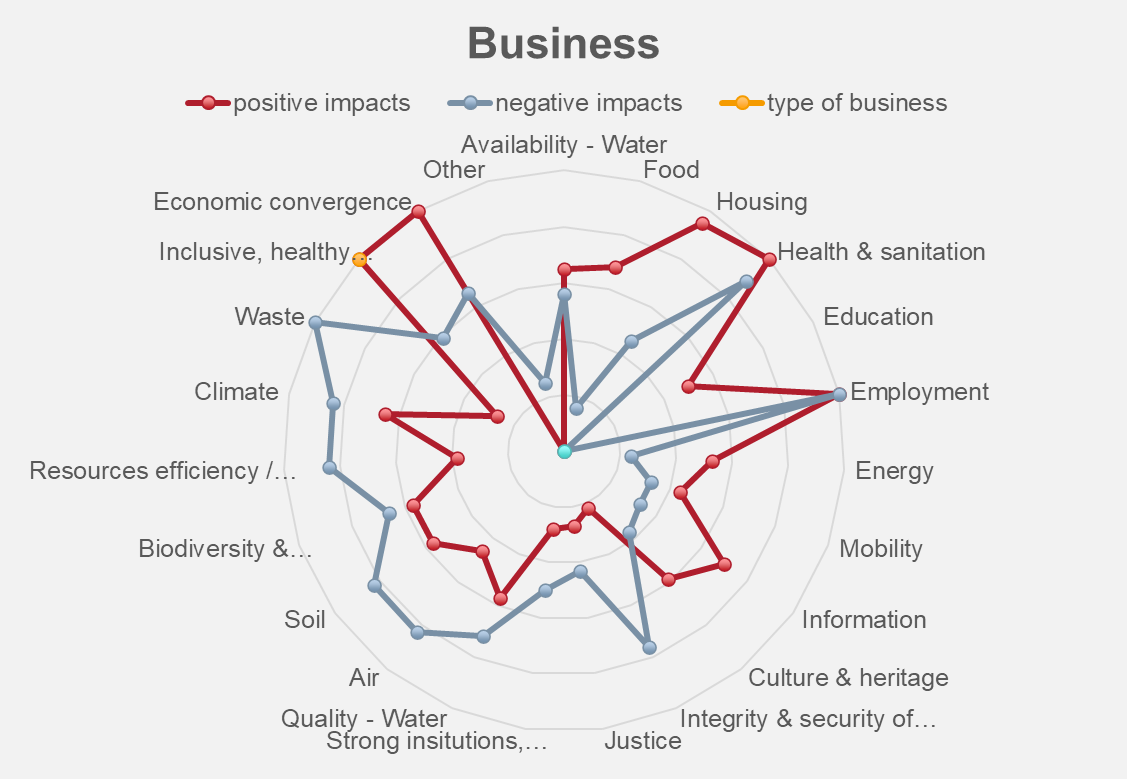 Business
positive impacts
negative impacts
type of business
Availability - Water
Other
Food
Economic convergence
Housing
Inclusive, healthy…
Health & sanitation
Waste
Education
Climate
Employment
Resources efficiency /…
Energy
Biodiversity &…
Mobility
Soil
Information
Air
Culture & heritage
Quality - Water
Integrity & security of…
Strong insitutions,…
Justice